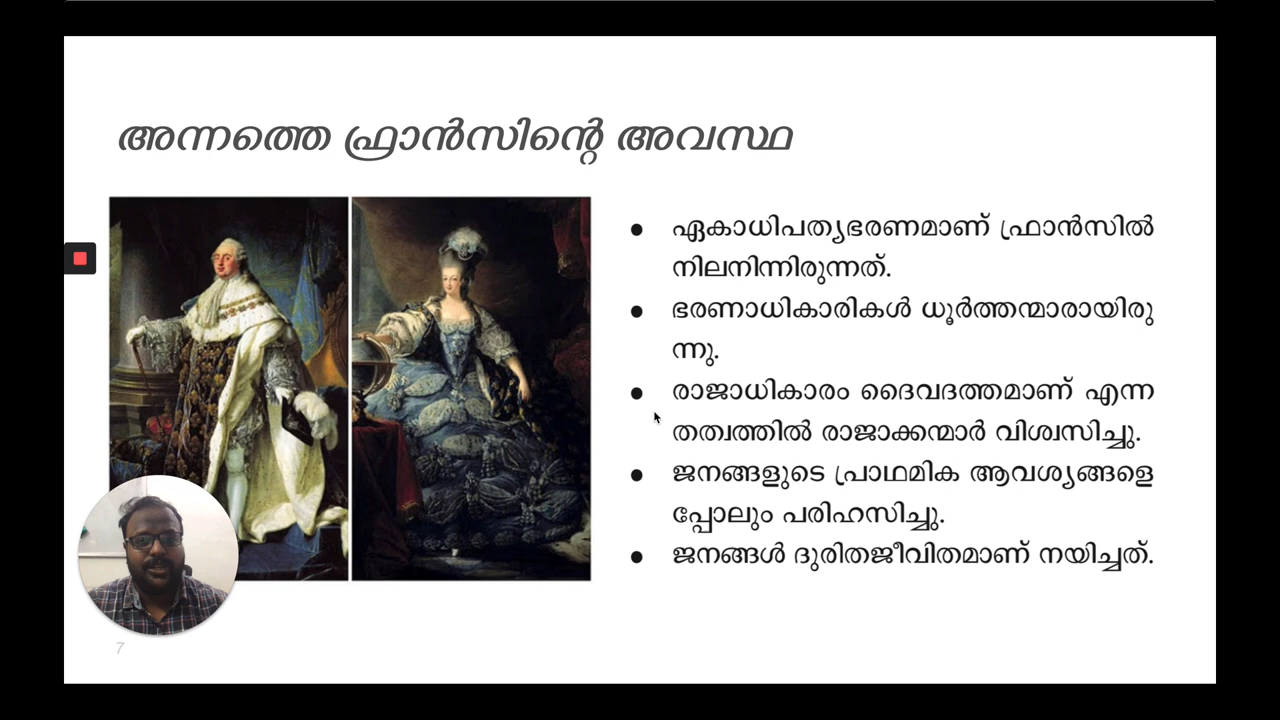 അന്നത്തെ ഫ്രാൻസിന്റെ അവസ്ഥ
● ഏകാധിപത്യഭരണമാണ് ഫ്രാൻസിൽ
നിലനിന്നിരുന്നത്.
● ഭരണാധികാരികൾ ധൂർത്തന്മാരായിരു
ന്നു.
● രാജാധികാരം ദൈവദത്തമാണ് എന്ന
തത്വത്തിൽ രാജാക്കന്മാർ വിശ്വസിച്ചു.
● ജനങ്ങളുടെ പ്രാഥമിക ആവശ്യങ്ങളെ
പ്പോലും പരിഹസിച്ചു.
● ജനങ്ങൾ ദുരിതജീവിതമാണ് നയിച്ചത്.
7